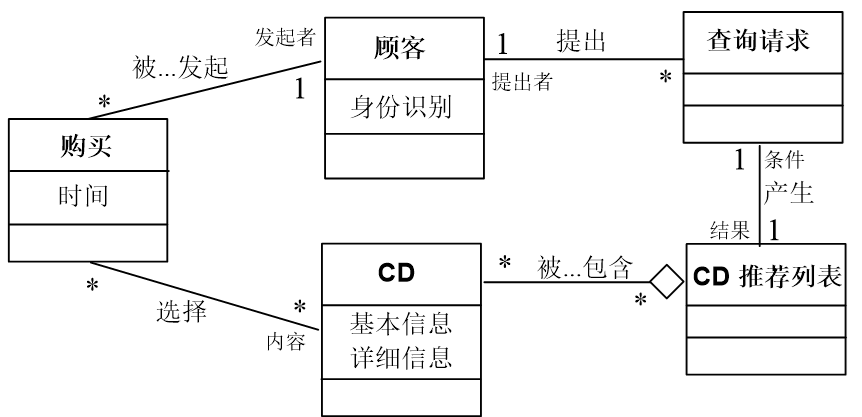 发起者
顾客
1
提出
查询请求
被...发起
1
提出者
*
*
身份识别
购买
时间
1
条件
产生
结果
1
*
选择
*
内容
CD
基本信息
详细信息
*
被...包含
*
CD 推荐列表